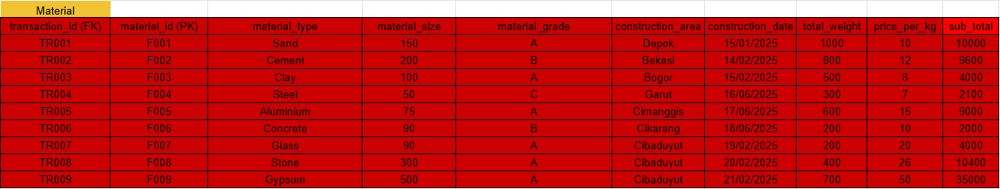 Material
transaction_id (FK) material_id (PK) material_type material_size material_grade construction_area construction_date total_weight price_per_kg sub_total
TR001 F001 Sand 150 A Depok 15/01/2025 1000 10 10000
TR002 F002 Cement 200 B Bekasi 14/02/2025 800 12 9600
TR003 F003 Clay 100 A Bogor 15/02/2025 500 8 4000
TR004 F004 Steel 50 C Garut 16/06/2025 300 7 2100
TR005 F005 Aluminium 75 A Cimanggis 17/06/2025 600 15 9000
TR006 F006 Concrete 90 B Cikarang 18/06/2025 200 10 2000
TR007 F007 Glass 90 A Cibaduyut 19/02/2025 200 20 4000
TR008 F008 Stone 300 A Cibaduyut 20/02/2025 400 26 10400
TR009 F009 Gypsum 500 A Cibaduyut 21/02/2025 700 50 35000